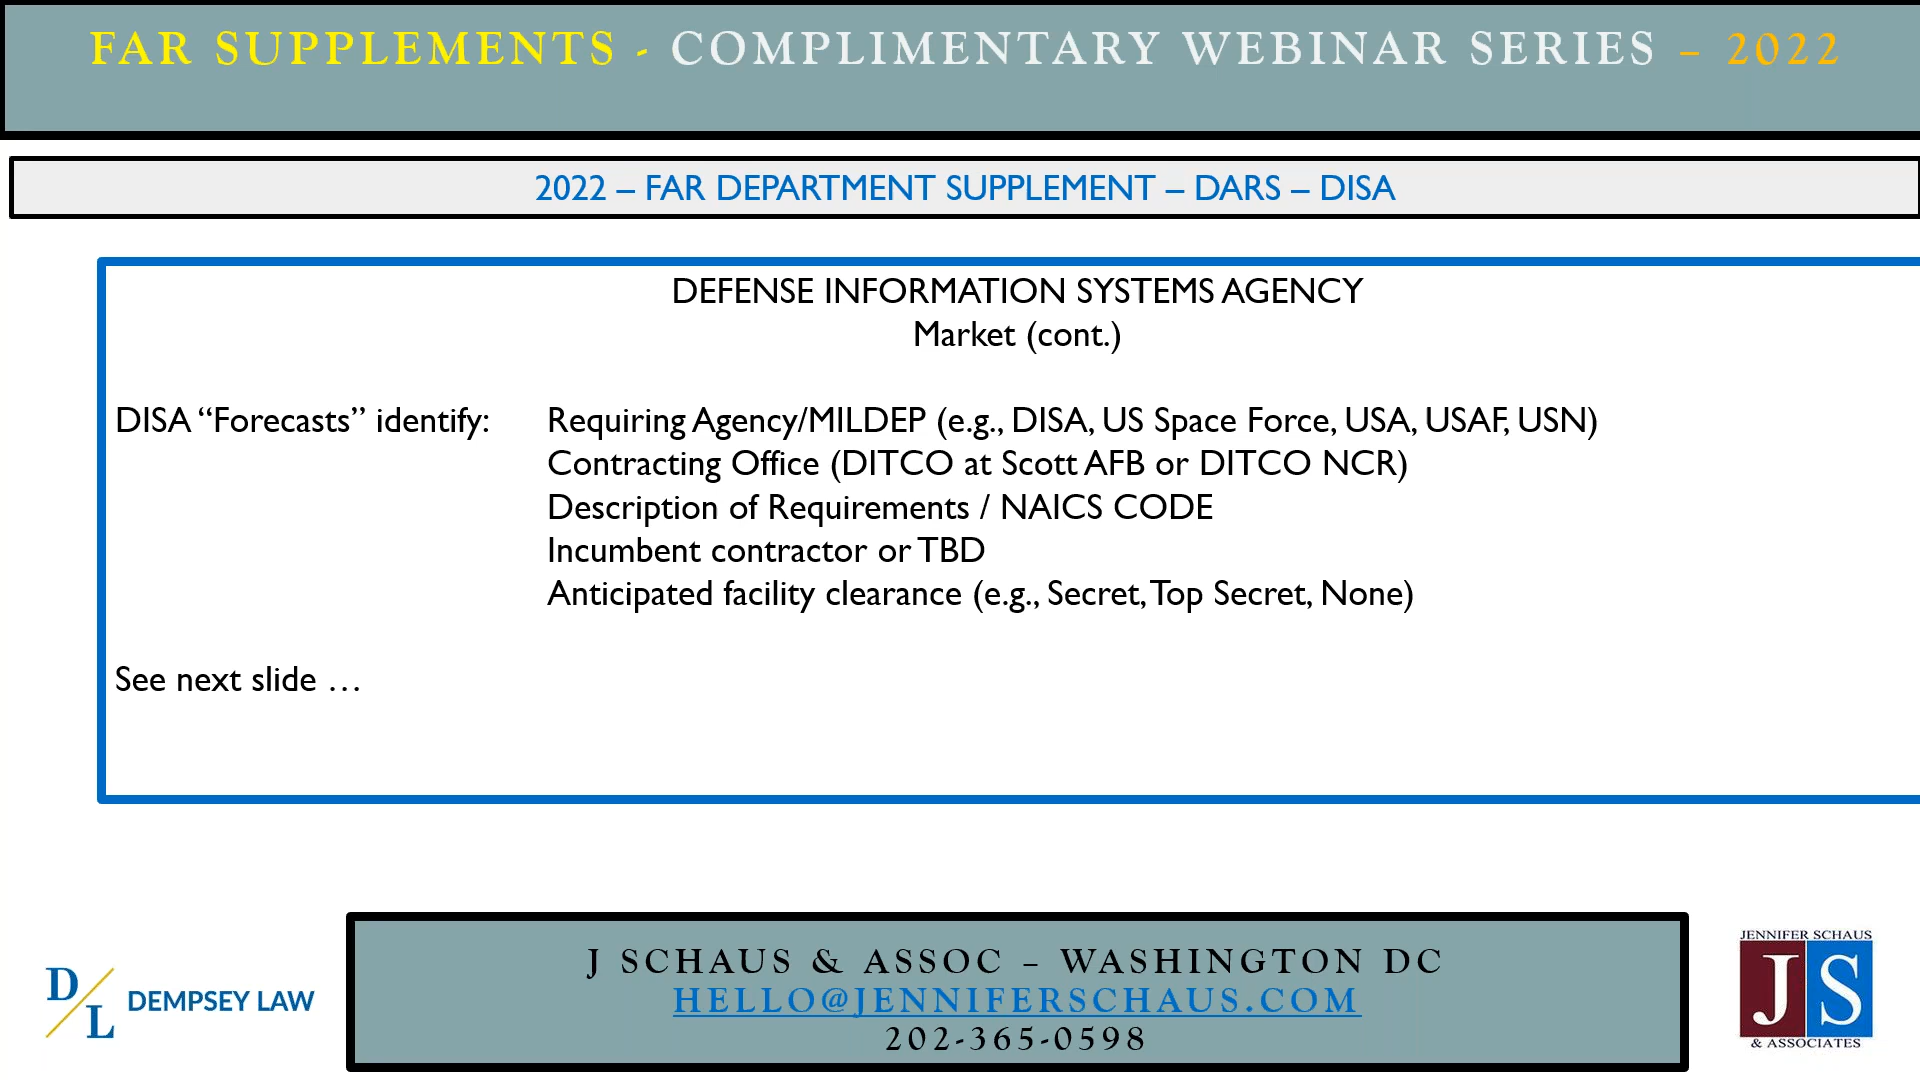 FAR SUPPLEMENTS - COMPLIMENTARY WEBINAR SERIES – 2022
2022 – FAR DEPARTMENT SUPPLEMENT – DARS – DISA
DEFENSE INFORMATION SYSTEMS AGENCY
Market (cont.)
DISA “Forecasts” identify: Requiring Agency/MILDEP (e.g., DISA, US Space Force, USA, USAF, USN)
Contracting Office (DITCO at Scott AFB or DITCO NCR)
Description of Requirements / NAICS CODE
Incumbent contractor or TBD
Anticipated facility clearance (e.g., Secret, Top Secret, None)
See next slide …
D L DEMPSEY LAW
J SCHAUS & ASSOC – WASHINGTON DC
HELLO@JENNIFERSCHAUS.COM
202-365-0598
JENNIFER SCHAUS
JS
& ASSOCIATES